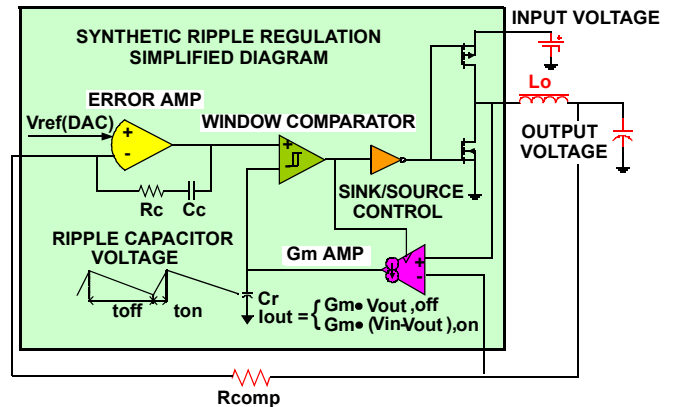 SYNTHETIC RIPPLE REGULATION
SIMPLIFIED DIAGRAM
INPUT VOLTAGE
ERROR AMP
Lo
Vref(DAC)
+
-
WINDOW COMPARATOR
+
OUTPUT
VOLTAGE
Rc
Cc
SINK/SOURCE
CONTROL
RIPPLE CAPACITOR
VOLTAGE
Gm AMP
+
-
toff
ton
Cr
Iout = { Gm• Vout ,off
Gm• (Vin-Vout ),on
Rcomp